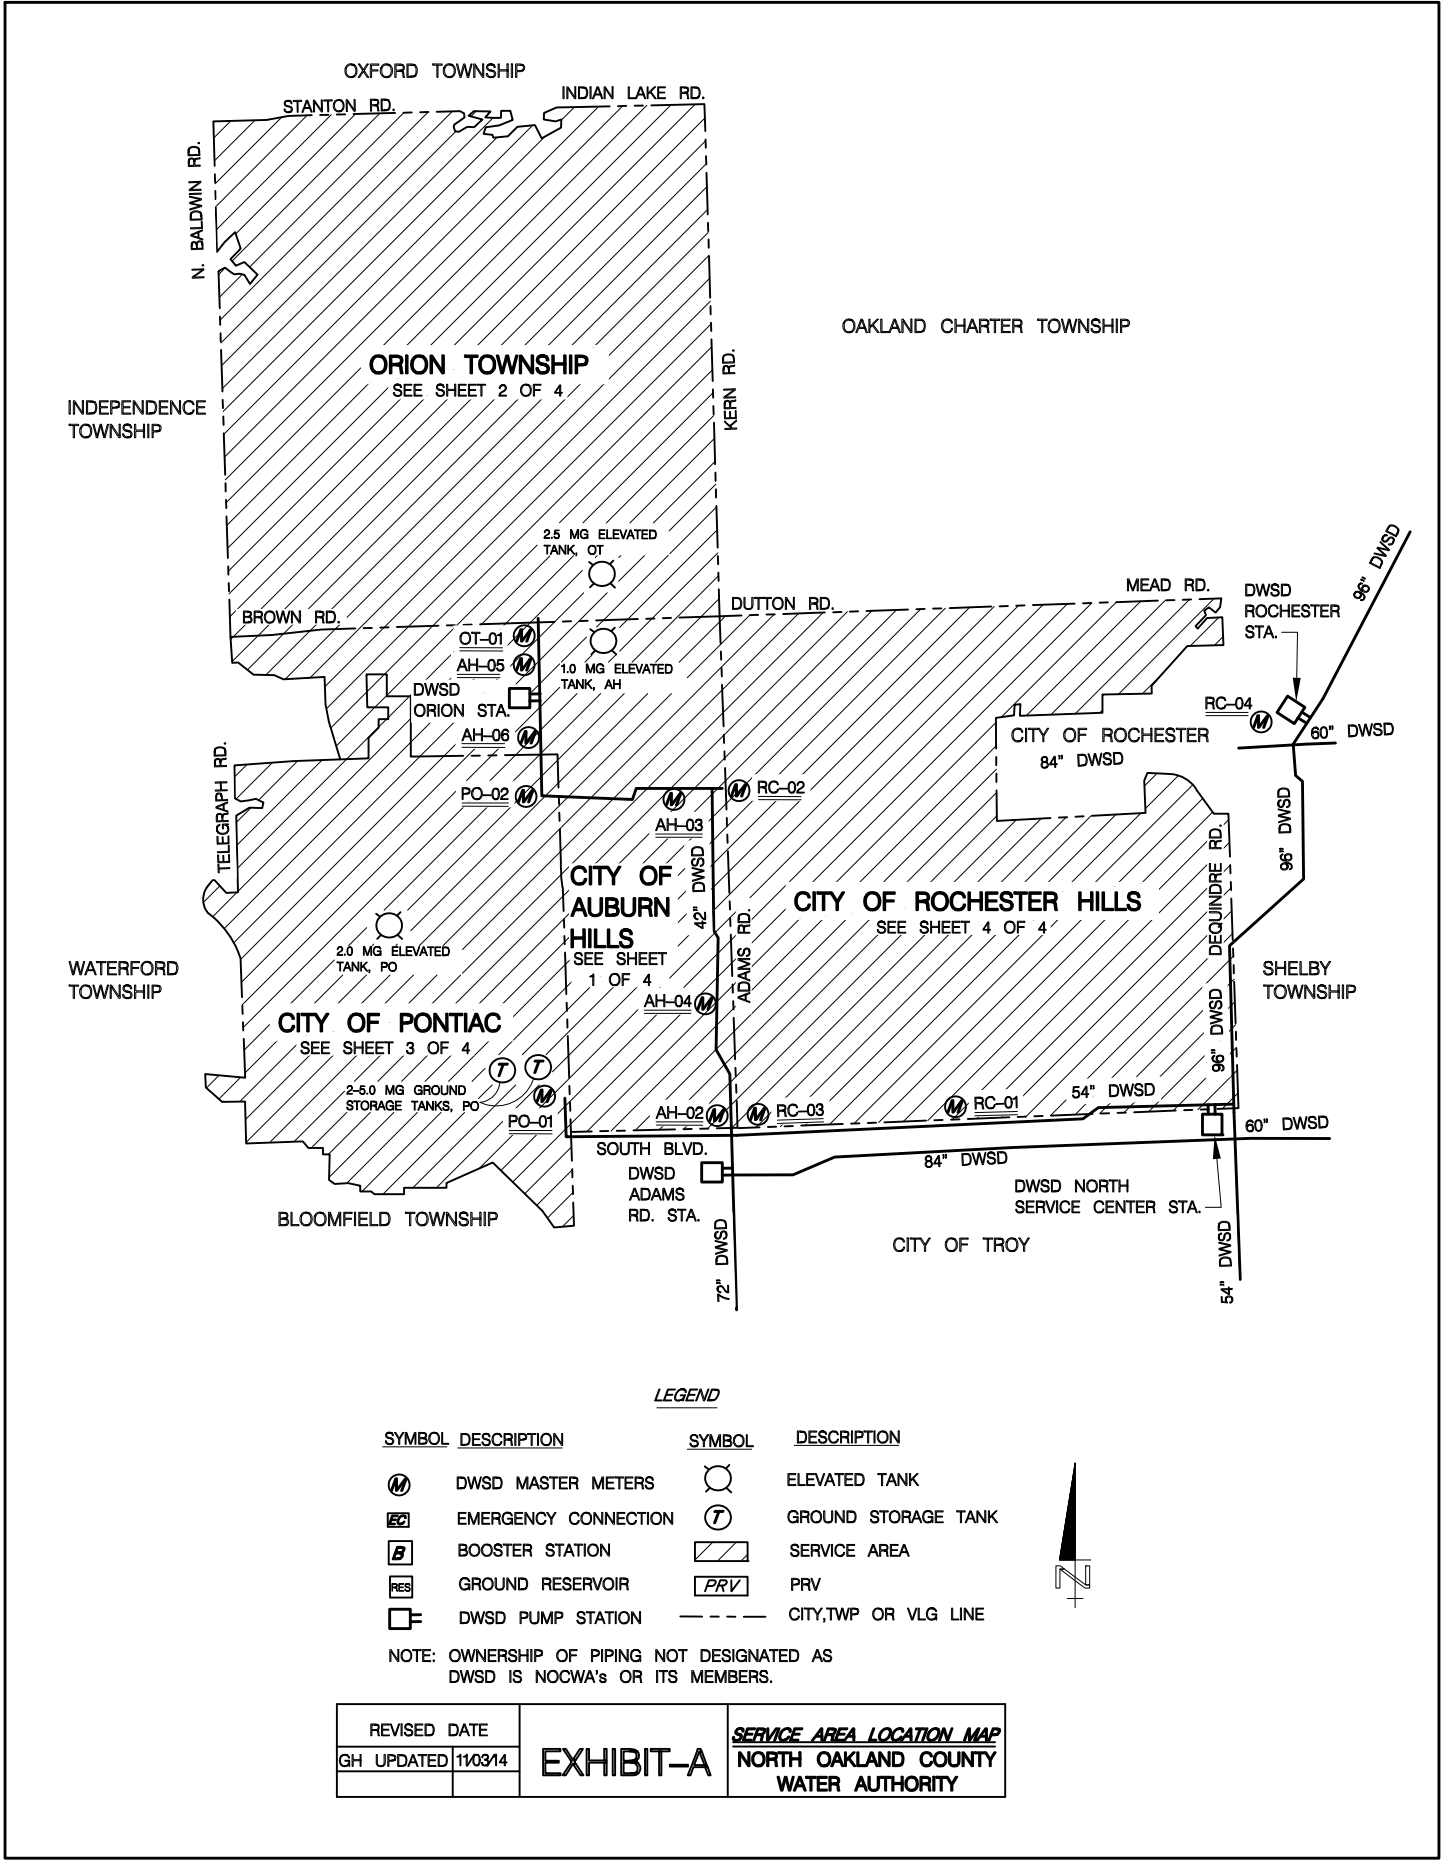 OXFORD TOWNSHIP
STANTON RD.
INDIAN LAKE RD.
N. BALDWIN RD.
OAKLAND CHARTER TOWNSHIP
ORION TOWNSHIP
SEE SHEET 2 OF 4
KERN RD.
INDEPENDENCE
TOWNSHIP
2.5 MG ELEVATED
TANK, OT
96" DWSD
BROWN RD.
DUTTON RD.
MEAD RD.
DWSD
ROCHESTER
STA.
OT-01 M
AH-05 M
1.0 MG ELEVATED
TANK, AH
DWSD
ORION STA.
RC-04
M
AH-06 M
CITY OF ROCHESTER
84" DWSD
60" DWSD
TELEGRAPH RD.
PO-02 M
M
AH-03
M RC-02
96" DWSD
DEQUINDRE RD.
42" DWSD
CITY OF
AUBURN
HILLS
SEE SHEET
1 OF 4
CITY OF ROCHESTER HILLS
SEE SHEET 4 OF 4
ADAMS RD.
2.0 MG ELEVATED
TANK, PO
WATERFORD
TOWNSHIP
SHELBY
TOWNSHIP
AH-04 M
CITY OF PONTIAC
SEE SHEET 3 OF 4
96" DWSD
T T
2-5.0 MG GROUND
STORAGE TANKS, PO
M
PO-01
AH-02 M
M RC-03
M RC-01
54" DWSD
60" DWSD
SOUTH BLVD.
84" DWSD
DWSD
ADAMS
RD. STA.
DWSD NORTH
SERVICE CENTER STA.
BLOOMFIELD TOWNSHIP
72" DWSD
CITY OF TROY
54" DWSD
LEGEND
SYMBOL DESCRIPTION SYMBOL DESCRIPTION
M DWSD MASTER METERS ELEVATED TANK
EC EMERGENCY CONNECTION T GROUND STORAGE TANK
B BOOSTER STATION SERVICE AREA
RES GROUND RESERVOIR PRV PRV
DWSD PUMP STATION CITY,TWP OR VLG LINE
N
NOTE: OWNERSHIP OF PIPING NOT DESIGNATED AS
DWSD IS NOCWA's OR ITS MEMBERS.
REVISED DATE
GH UPDATED 11/03/14
EXHIBIT-A
SERVICE AREA LOCATION MAP
NORTH OAKLAND COUNTY
WATER AUTHORITY